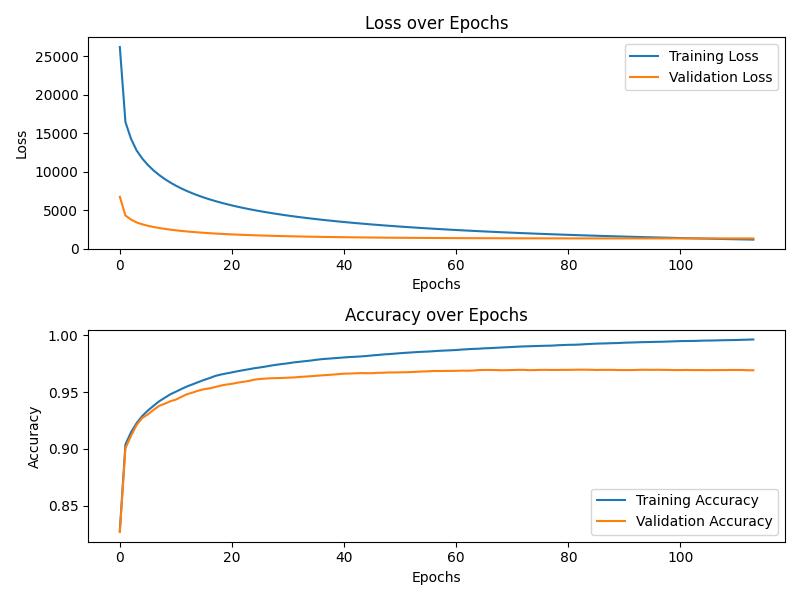 Loss over Epochs
25000
20000
15000
10000
5000
0
Loss
Training Loss
Validation Loss
0 20 40 60 80 100
Epochs
Accuracy over Epochs
1.00
0.95
0.90
0.85
Accuracy
Training Accuracy
Validation Accuracy
0 20 40 60 80 100
Epochs